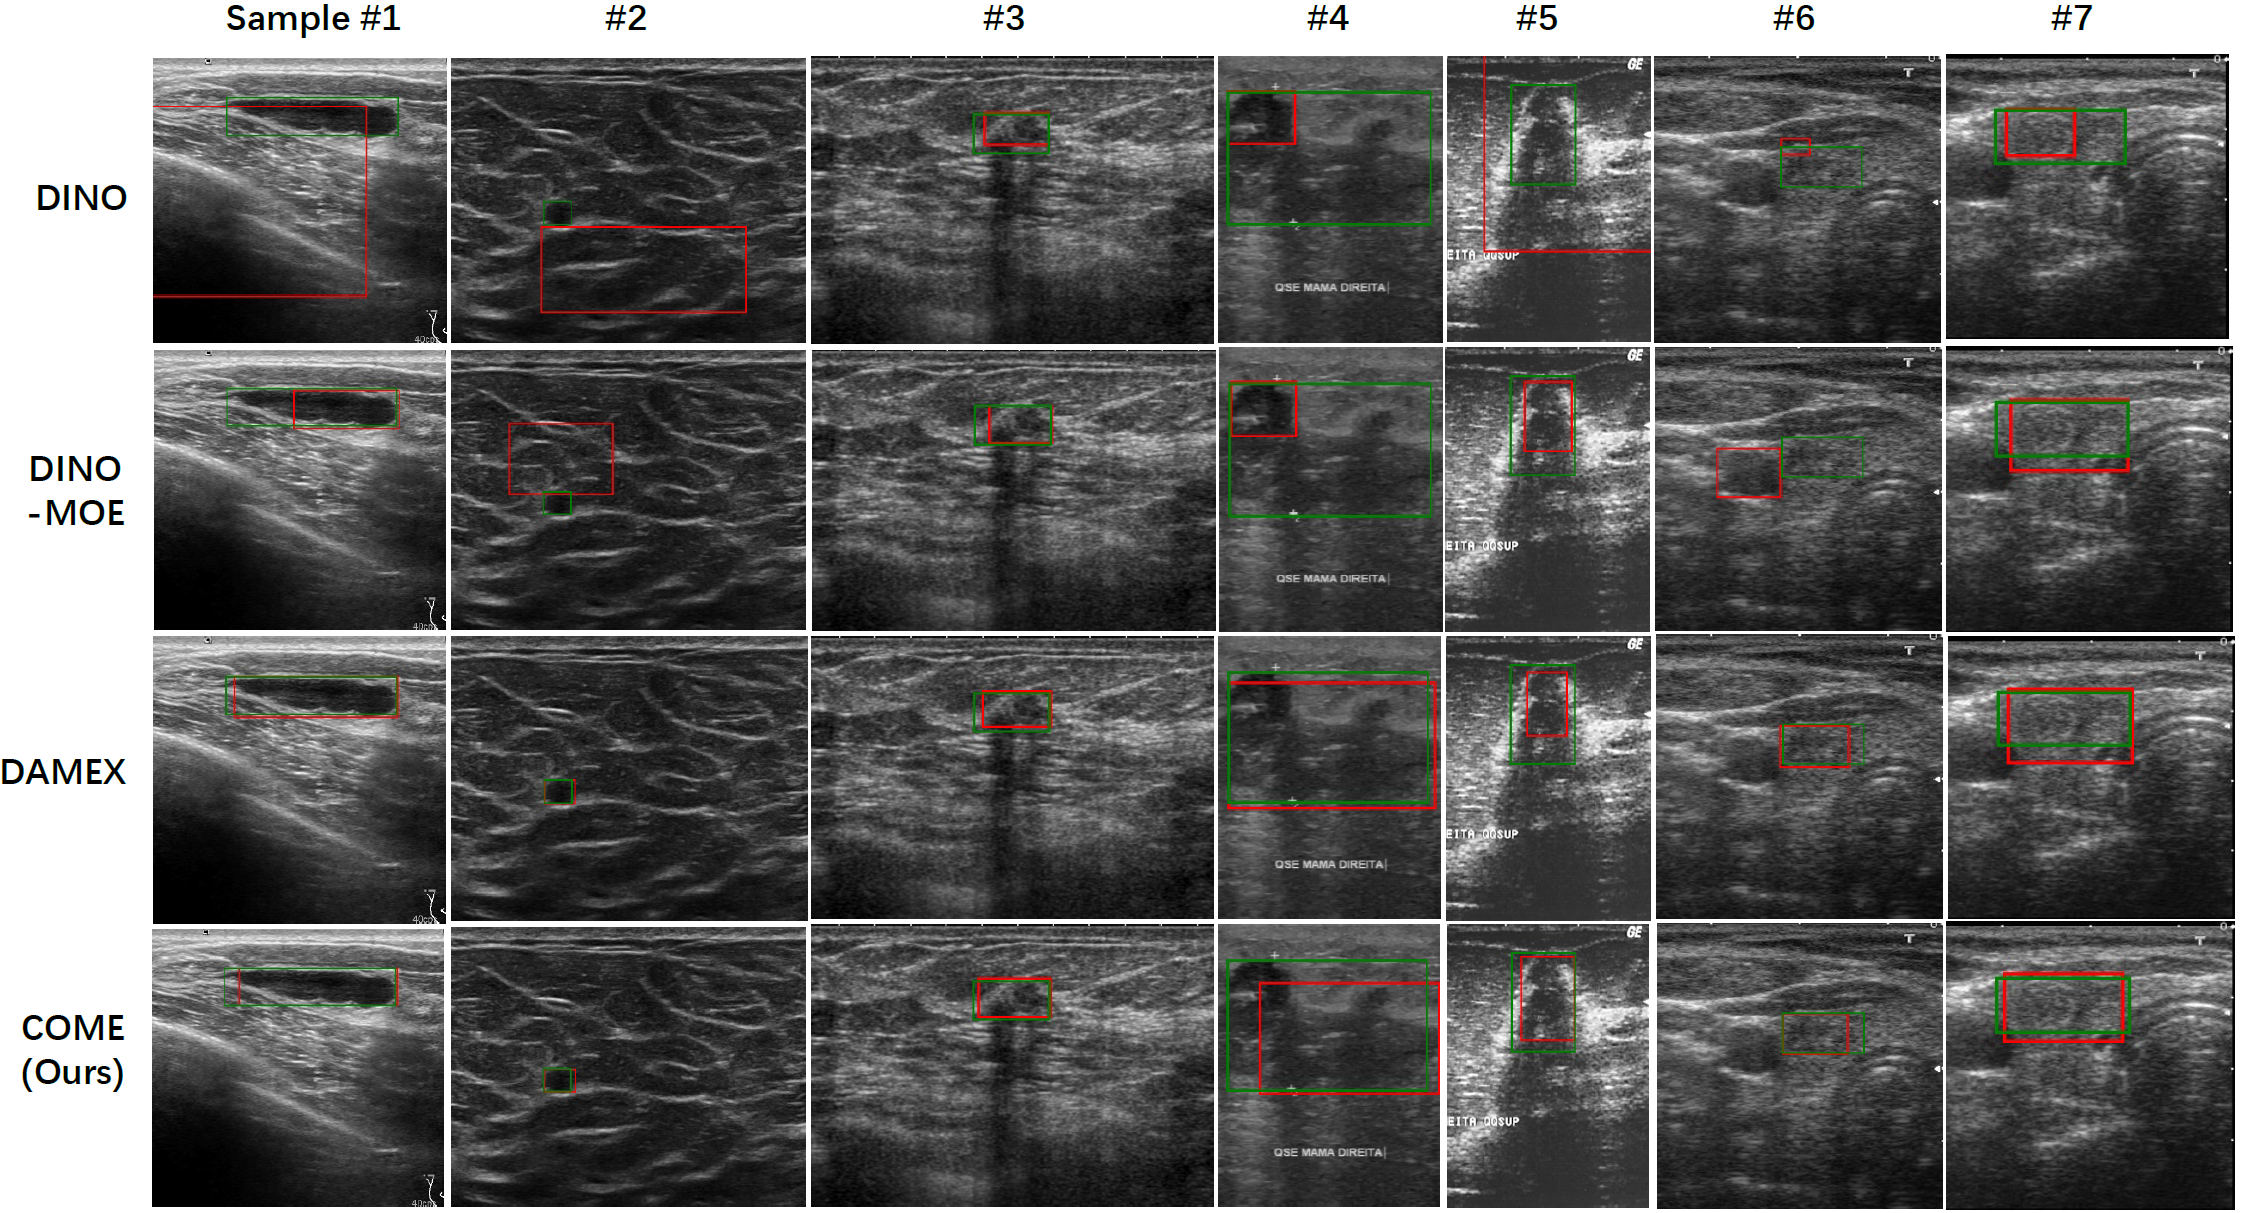 Sample #1 #2 #3 #4 #5 #6 #7
DINO
QSE MAMA DIREITA
GE
EITA QQSUP
T
T
DINO
-MOE
QSE MAMA DIREITA
GE
EITA QQSUP
T
T
DAMEX
QSE MAMA DIREITA
GE
EITA QQSUP
T
T
COME
(Ours)
QSE MAMA DIREITA
GE
EITA QQSUP
T
T